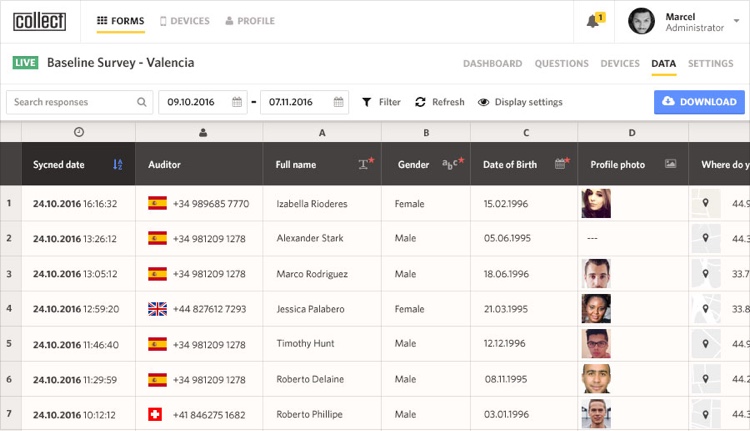 collect FORMS DEVICES PROFILE 1 Marcel
Administrator
LIVE Baseline Survey - Valencia DASHBOARD QUESTIONS DEVICES DATA SETTINGS
Search responses 09.10.2016 - 07.11.2016 Filter Refresh Display settings DOWNLOAD
A B C D
Sycned date A Z Auditor Full name T* Gender abc* Date of Birth * Profile photo Where do y
1 24.10.2016 16:16:32 +34 989685 7770 Izabella Rioderes Female 15.02.1996 44.9
2 24.10.2016 13:26:12 +34 981209 1278 Alexander Stark Male 05.06.1995 --- 44.9
3 24.10.2016 13:05:12 +34 981209 1278 Marco Rodriguez Male 18.06.1996 33.7
4 24.10.2016 12:59:20 +44 827612 7293 Jessica Palabero Female 21.03.1995 33.8
5 24.10.2016 11:46:40 +34 981209 1278 Timothy Hunt Male 12.12.1996 44.9
6 24.10.2016 11:29:59 +34 981209 1278 Roberto Delaine Male 08.11.1995 44.2
7 24.10.2016 10:12:12 +41 846275 1682 Roberto Phillipe Male 03.01.1996 44.3